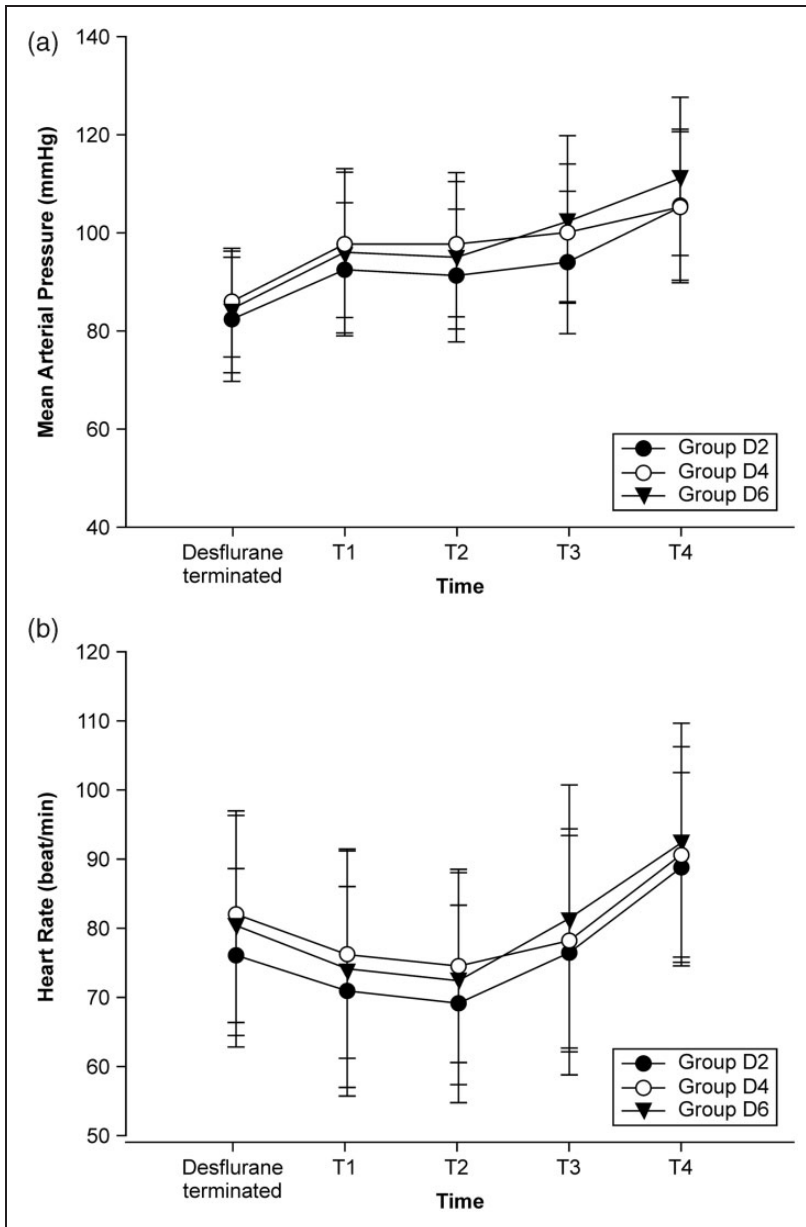 (a)
140
120
100
80
60
40
Mean Arterial Pressure (mmHg)
Group D2
Group D4
Group D6
Desflurane
terminated
T1
T2
T3
T4
Time
(b)
120
110
100
90
80
70
60
50
Heart Rate (beat/min)
Group D2
Group D4
Group D6
Desflurane
terminated
T1
T2
T3
T4
Time